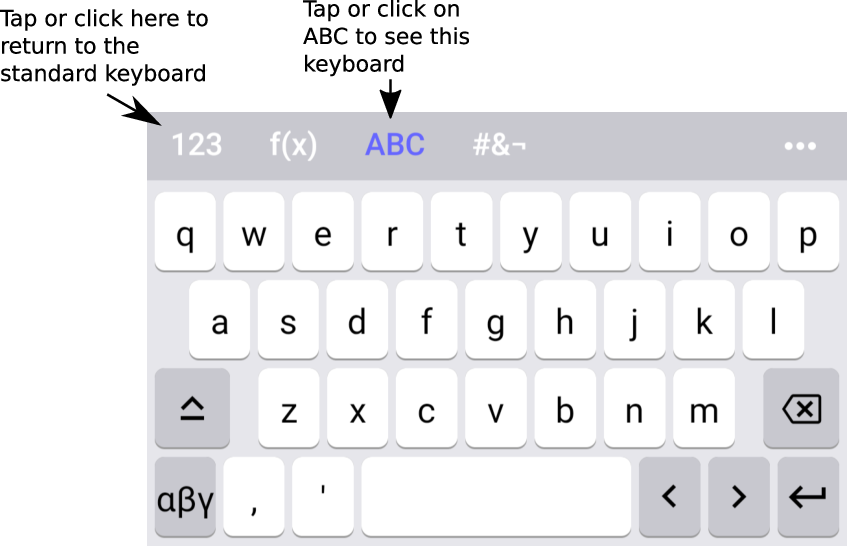 Tap or click here to
return to the
standard keyboard
Tap or click on
ABC to see this
keyboard
123 f(x) ABC #&¬ •••
q w e r t y u i o p
a s d f g h j k l
z x c v b n m
αβγ , ' < >